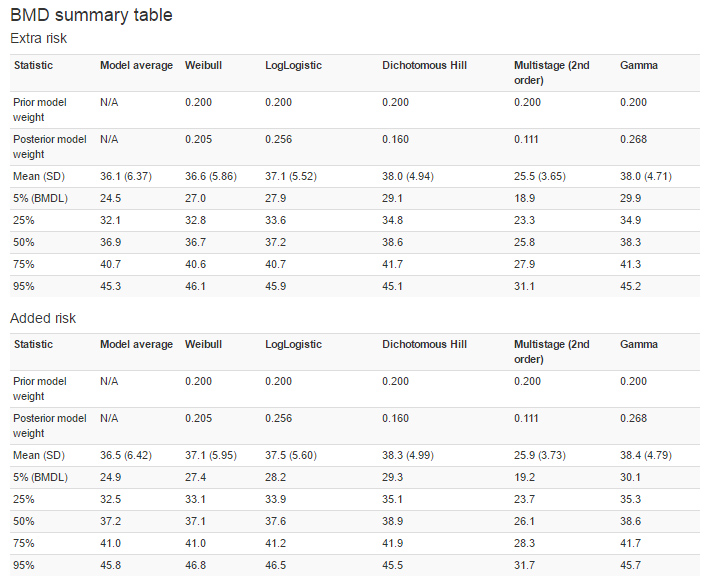 BMD summary table
Extra risk
Statistic Model average Weibull LogLogistic Dichotomous Hill Multistage (2nd order) Gamma
Prior model weight N/A 0.200 0.200 0.200 0.200 0.200
Posterior model weight N/A 0.205 0.256 0.160 0.111 0.268
Mean (SD) 36.1 (6.37) 36.6 (5.86) 37.1 (5.52) 38.0 (4.94) 25.5 (3.65) 38.0 (4.71)
5% (BMDL) 24.5 27.0 27.9 29.1 18.9 29.9
25% 32.1 32.8 33.6 34.8 23.3 34.9
50% 36.9 36.7 37.2 38.6 25.8 38.3
75% 40.7 40.6 40.7 41.7 27.9 41.3
95% 45.3 46.1 45.9 45.1 31.1 45.2
Added risk
Statistic Model average Weibull LogLogistic Dichotomous Hill Multistage (2nd order) Gamma
Prior model weight N/A 0.200 0.200 0.200 0.200 0.200
Posterior model weight N/A 0.205 0.256 0.160 0.111 0.268
Mean (SD) 36.5 (6.42) 37.1 (5.95) 37.5 (5.60) 38.3 (4.99) 25.9 (3.73) 38.4 (4.79)
5% (BMDL) 24.9 27.4 28.2 29.3 19.2 30.1
25% 32.5 33.1 33.9 35.1 23.7 35.3
50% 37.2 37.1 37.6 38.9 26.1 38.6
75% 41.0 41.0 41.2 41.9 28.3 41.7
95% 45.8 46.8 46.5 45.5 31.7 45.7